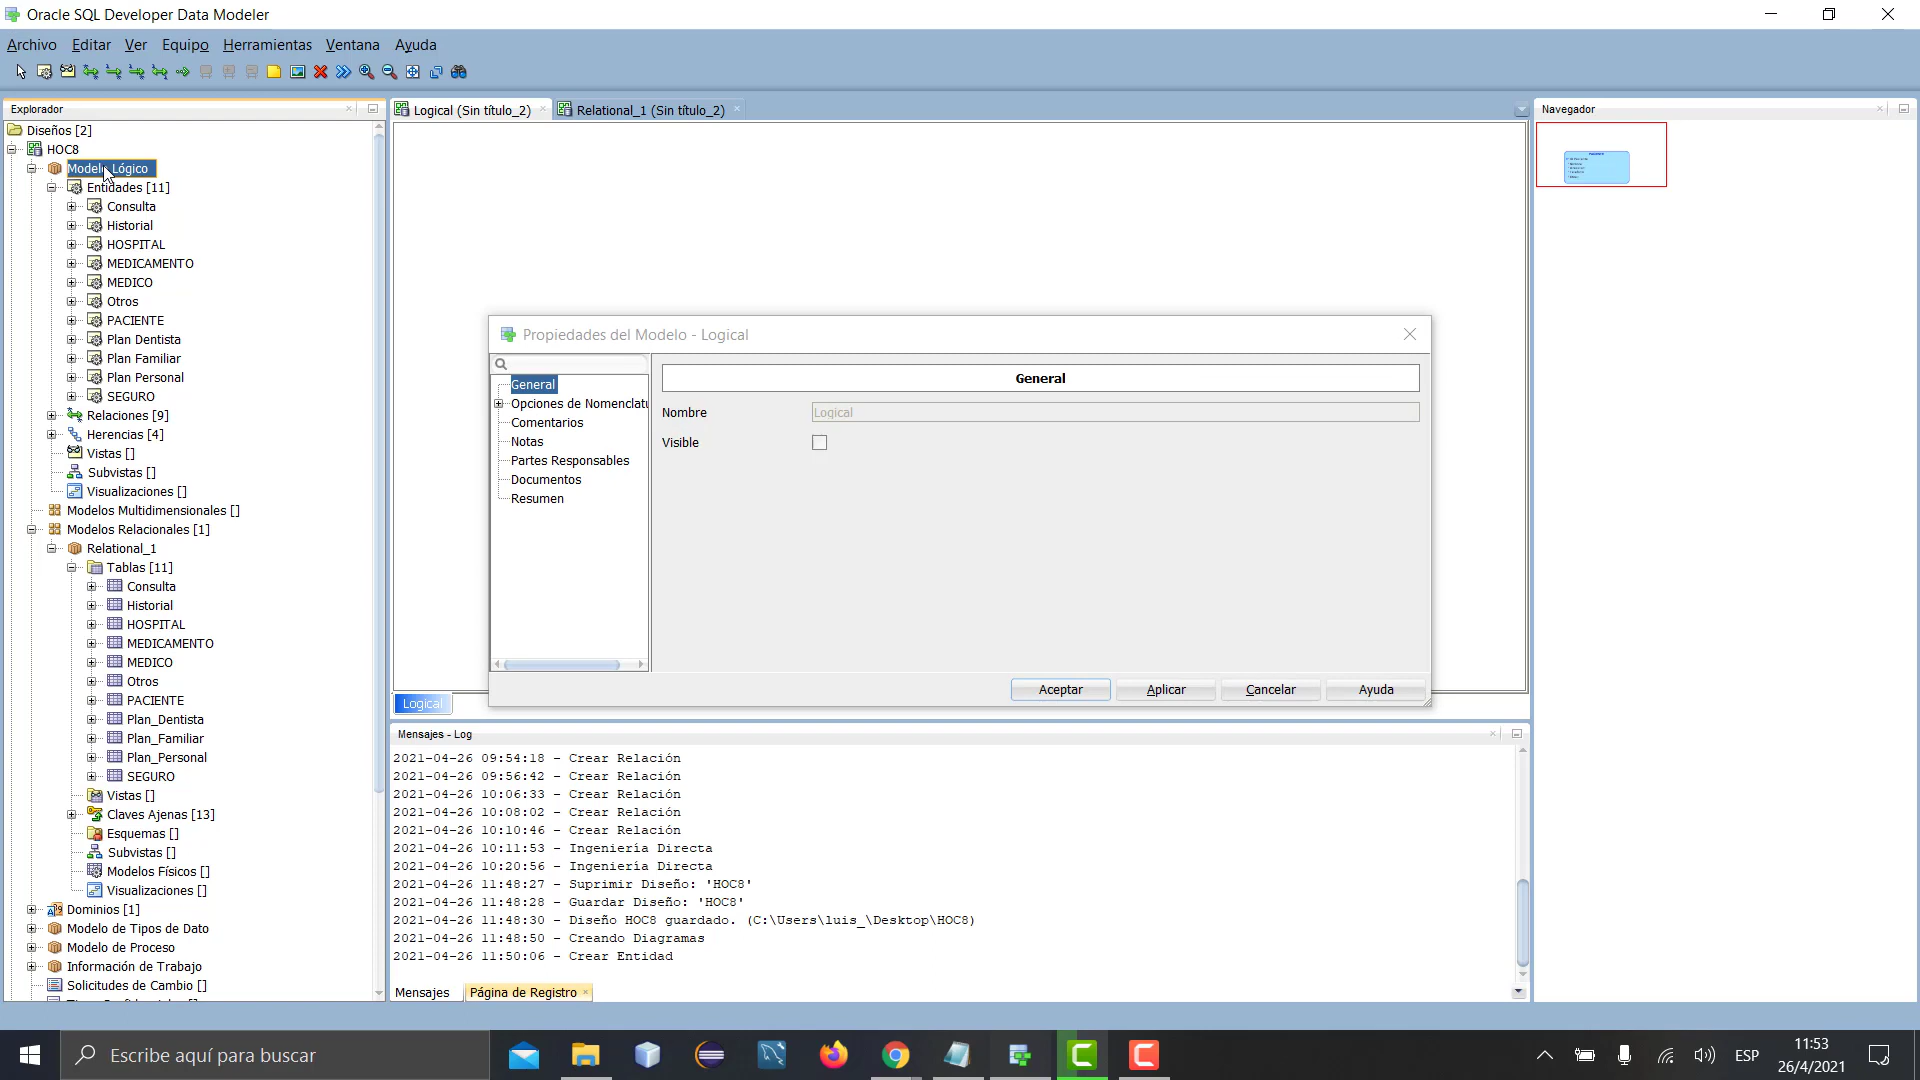 Oracle SQL Developer Data Modeler
Archivo Editar Ver Equipo Herramientas Ventana Ayuda
Explorador
Diseños [2]
HOC8
Modelo Lógico
Entidades [11]
Consulta
Historial
HOSPITAL
MEDICAMENTO
MEDICO
Otros
PACIENTE
Plan Dentista
Plan Familiar
Plan Personal
SEGURO
Relaciones [9]
Herencias [4]
Vistas []
Subvistas []
Visualizaciones []
Modelos Multidimensionales []
Modelos Relacionales [1]
Relational_1
Tablas [11]
Consulta
Historial
HOSPITAL
MEDICAMENTO
MEDICO
Otros
PACIENTE
Plan_Dentista
Plan_Familiar
Plan_Personal
SEGURO
Vistas []
Claves Ajenas [13]
Esquemas []
Subvistas []
Modelos Físicos []
Visualizaciones []
Dominios [1]
Modelo de Tipos de Dato
Modelo de Proceso
Información de Trabajo
Solicitudes de Cambio []
Logical (Sin título_2) Relational_1 (Sin título_2)
Propiedades del Modelo - Logical
General
Opciones de Nomenclatu
Comentarios
Notas
Partes Responsables
Documentos
Resumen
General
Nombre Logical
Visible
Aceptar Aplicar Cancelar Ayuda
Logical
Mensajes - Log
2021-04-26 09:54:18 - Crear Relación
2021-04-26 09:56:42 - Crear Relación
2021-04-26 10:06:33 - Crear Relación
2021-04-26 10:08:02 - Crear Relación
2021-04-26 10:10:46 - Crear Relación
2021-04-26 10:11:53 - Ingeniería Directa
2021-04-26 10:20:56 - Ingeniería Directa
2021-04-26 11:48:27 - Suprimir Diseño: 'HOC8'
2021-04-26 11:48:28 - Guardar Diseño: 'HOC8'
2021-04-26 11:48:30 - Diseño HOC8 guardado. (C:\Users\luis_\Desktop\HOC8)
2021-04-26 11:48:50 - Creando Diagramas
2021-04-26 11:50:06 - Crear Entidad
Mensajes Página de Registro
Navegador
Escribe aquí para buscar
ESP
11:53
26/4/2021